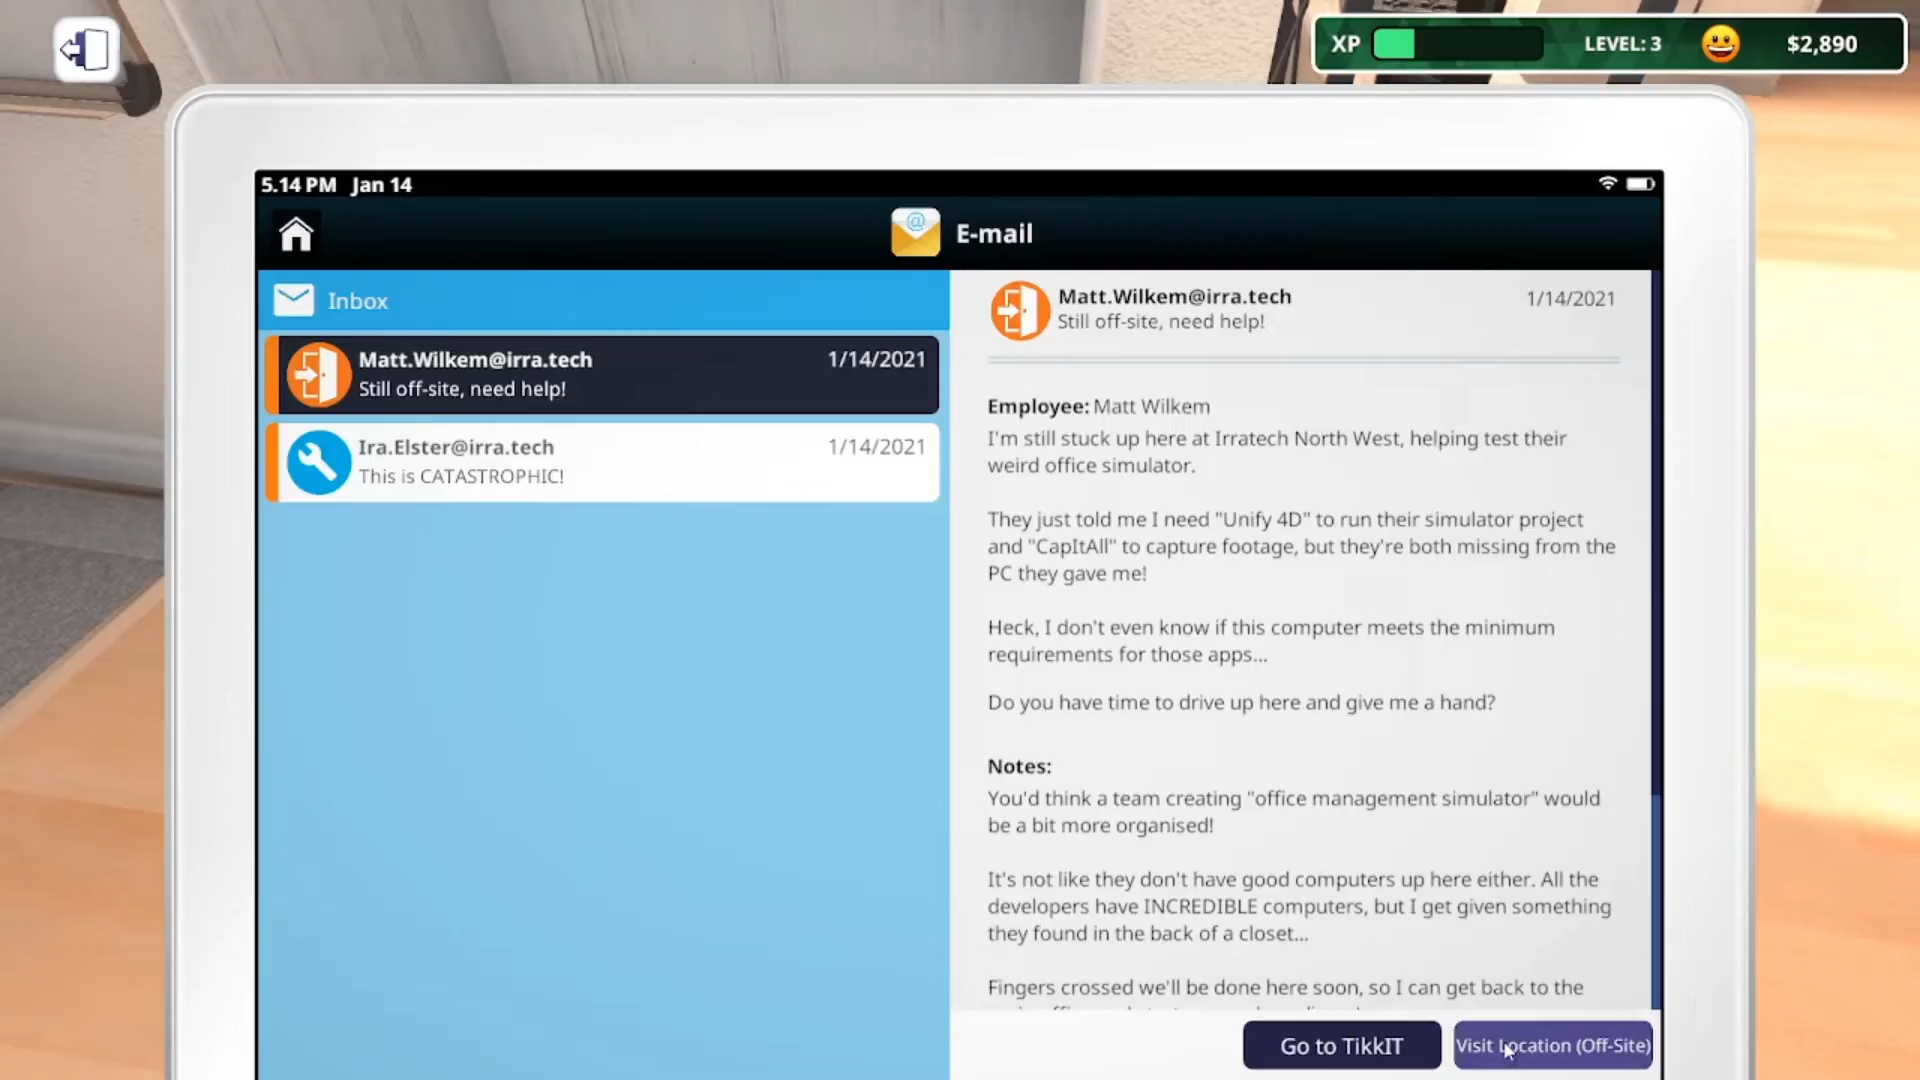 XP LEVEL: 3 $2,890
5.14 PM Jan 14
E-mail
Inbox
Matt.Wilkem@irra.tech 1/14/2021
Still off-site, need help!
Ira.Elster@irra.tech 1/14/2021
This is CATASTROPHIC!
Matt.Wilkem@irra.tech 1/14/2021
Still off-site, need help!
Employee: Matt Wilkem
I'm still stuck up here at Irratech North West, helping test their
weird office simulator.
They just told me I need "Unify 4D" to run their simulator project
and "CapItAll" to capture footage, but they're both missing from the
PC they gave me!
Heck, I don't even know if this computer meets the minimum
requirements for those apps...
Do you have time to drive up here and give me a hand?
Notes:
You'd think a team creating "office management simulator" would
be a bit more organised!
It's not like they don't have good computers up here either. All the
developers have INCREDIBLE computers, but I get given something
they found in the back of a closet...
Fingers crossed we'll be done here soon, so I can get back to the
Go to TikkIT
Visit Location (Off-Site)